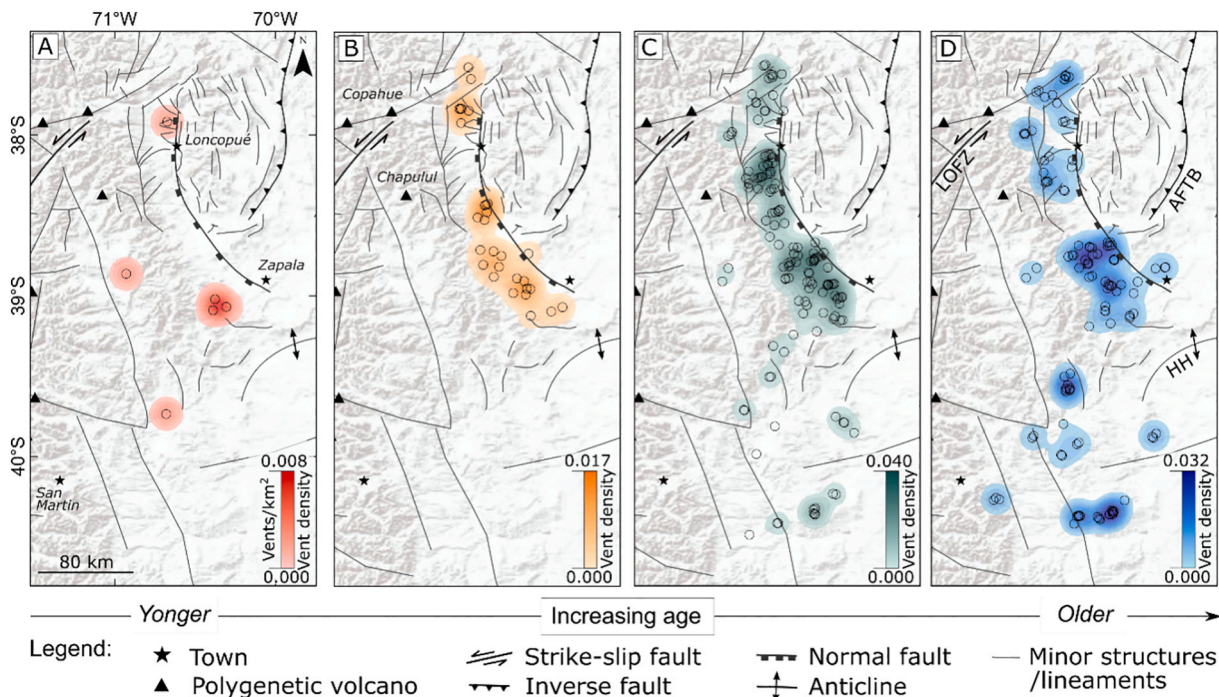 71°W
70°W
A
N
38°S
39°S
40°S
Loncopué
Zapala
San
Martin
80 km
0.008
Vents/km²
Vent density
0.000
B
Copahue
Chapulul
0.017
Vent density
0.000
C
0.040
Vent density
0.000
D
LOFZ
AFTB
HH
0.032
Vent density
0.000
Yonger
Increasing age
Older
Legend:
Town
Strike-slip fault
Normal fault
Minor structures
/lineaments
Polygenetic volcano
Inverse fault
Anticline